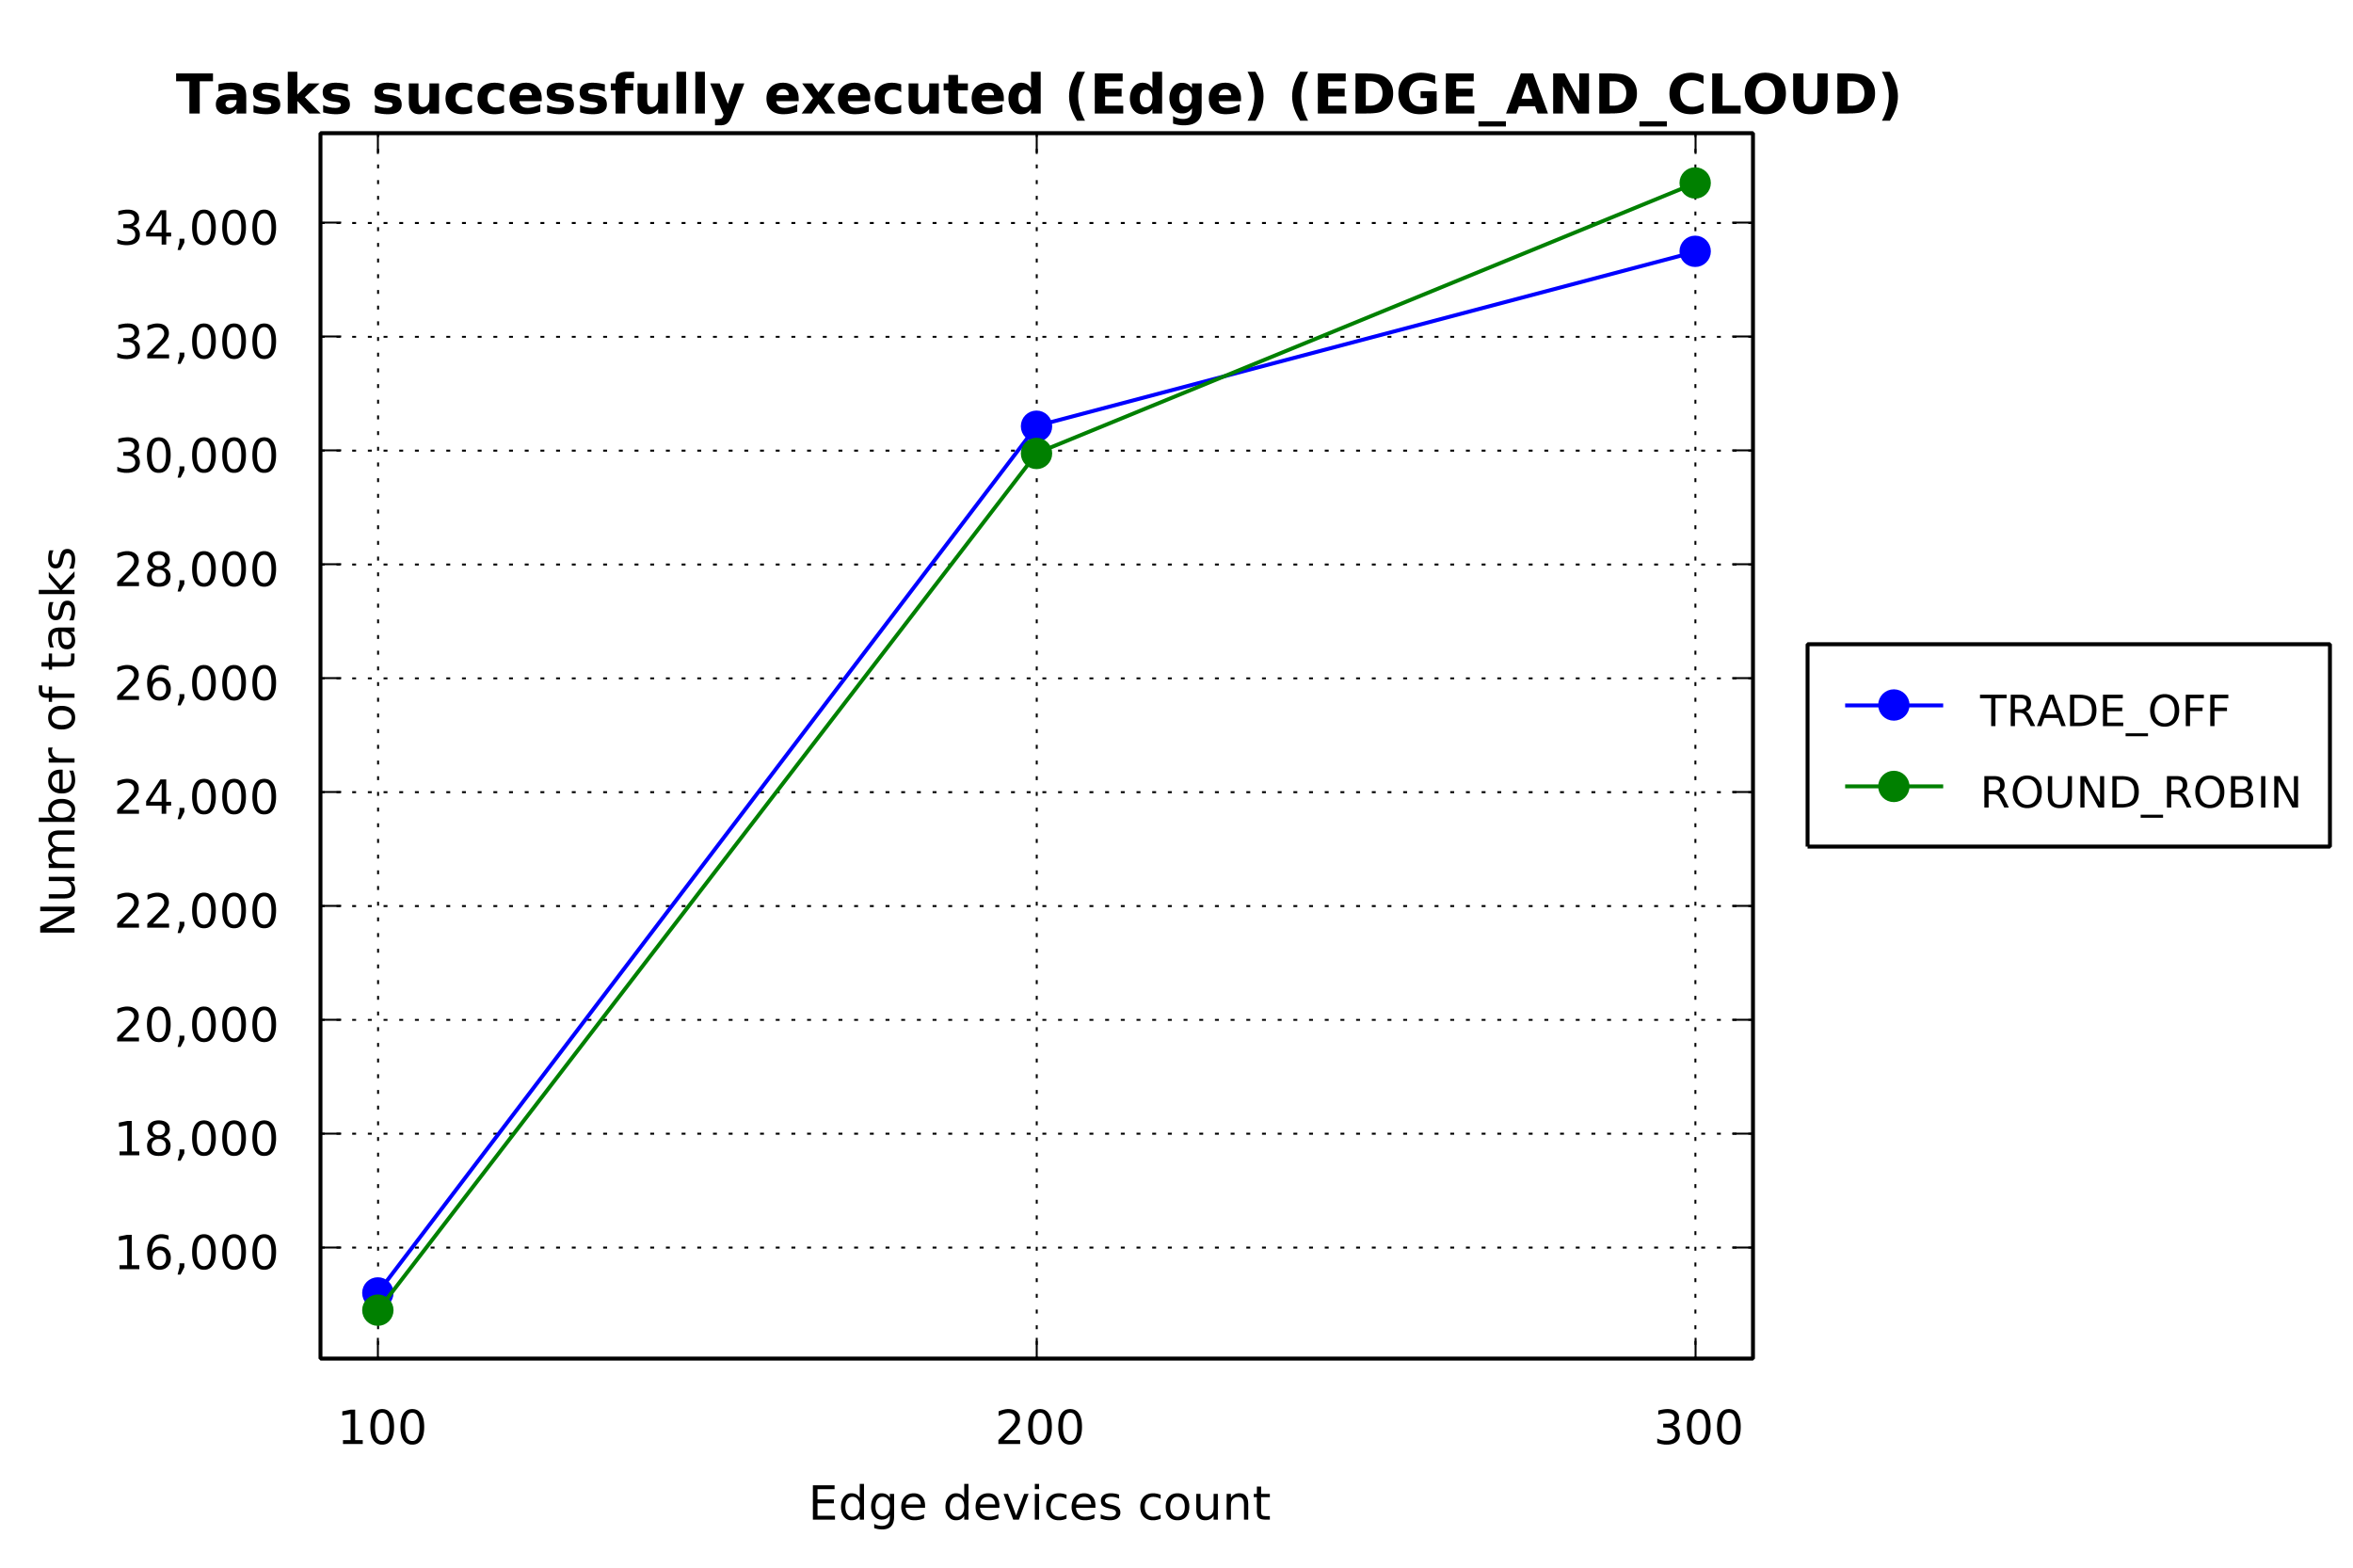 Tasks successfully executed (Edge) (EDGE_AND_CLOUD)
34,000
32,000
30,000
28,000
26,000
24,000
22,000
20,000
18,000
16,000
Number of tasks
100
200
300
Edge devices count
TRADE_OFF
ROUND_ROBIN